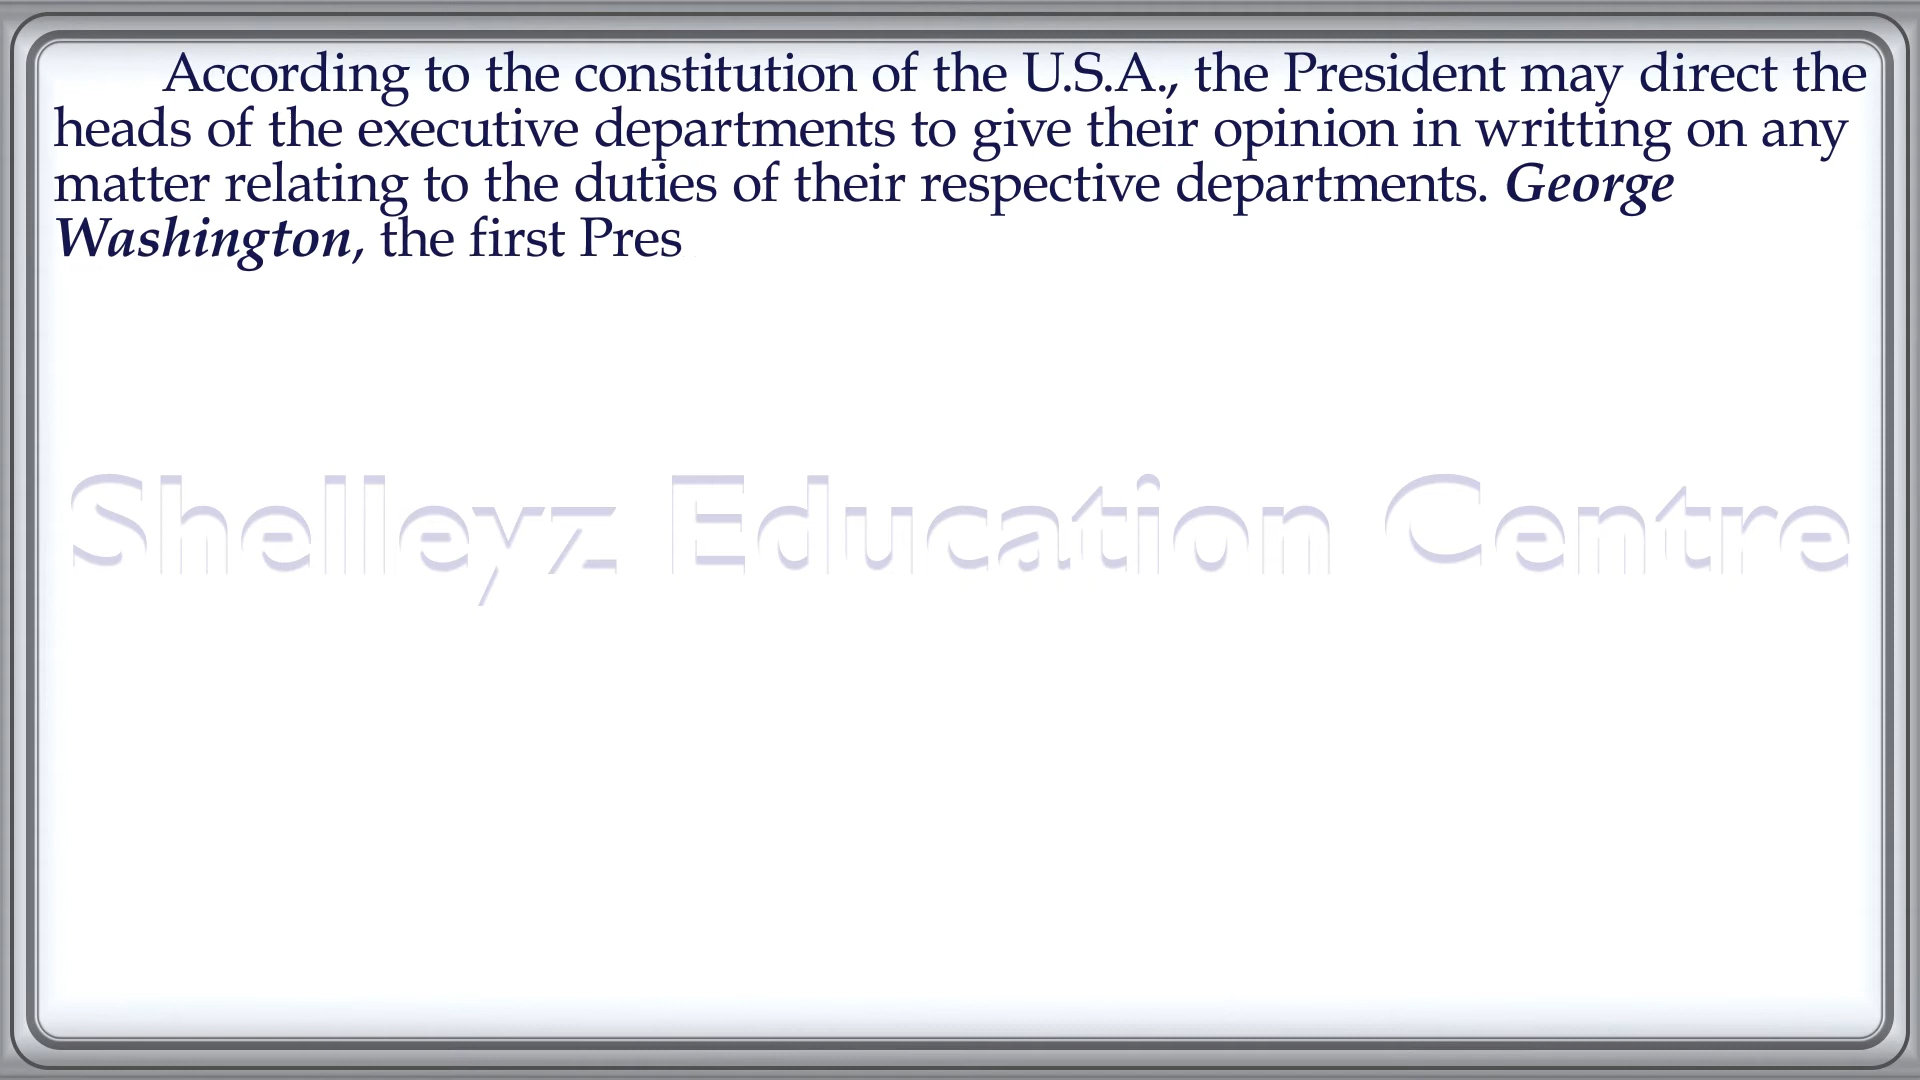 According to the constitution of the U.S.A., the President may direct the
heads of the executive departments to give their opinion in writting on any
matter relating to the duties of their respective departments. George
Washington, the first Pres
Shelleyz Education Centre